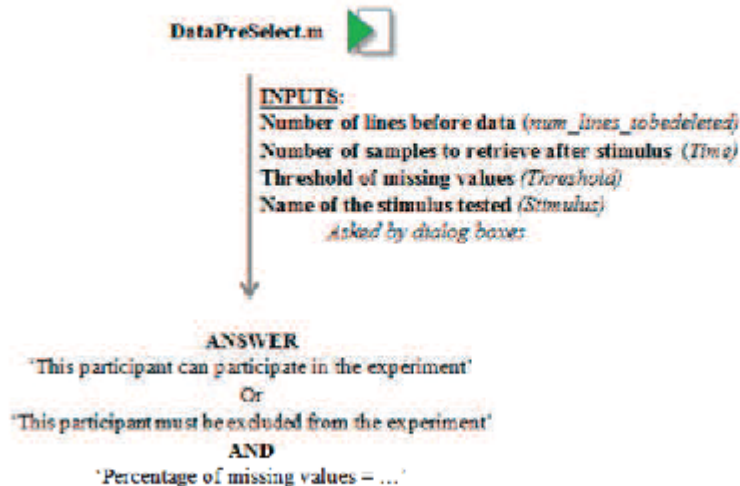 DataPreSelect.m
INPUTS:
Number of lines before data (num_lines_tobedeleted)
Number of samples to retrieve after stimulus (Time)
Threshold of missing values (Threshold)
Name of the stimulus tested (Stimulus)
Asked by dialog boxes
ANSWER
'This participant can participate in the experiment'
Or
'This participant must be excluded from the experiment'
AND
'Percentage of missing values = ...'